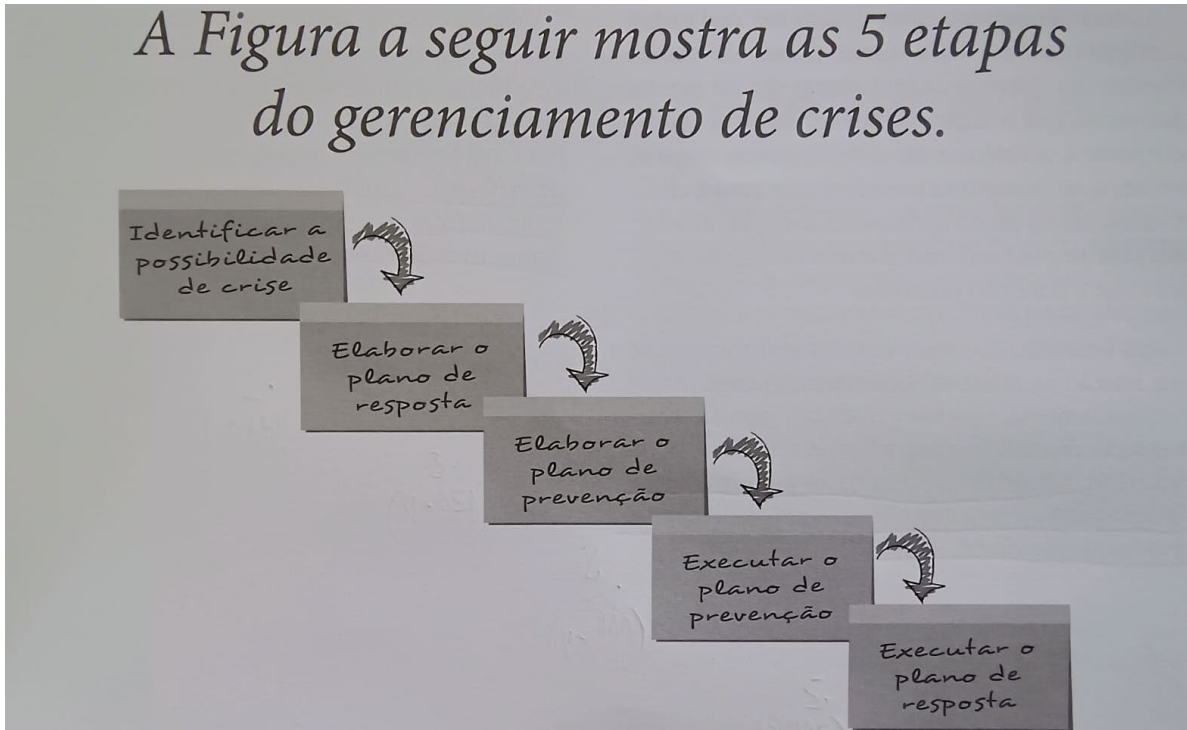 A Figura a seguir mostra as 5 etapas
do gerenciamento de crises.
Identificar a
possibilidade
de crise
Elaborar o
plano de
resposta
Elaborar o
plano de
prevenção
Executar o
plano de
prevenção
Executar o
plano de
resposta